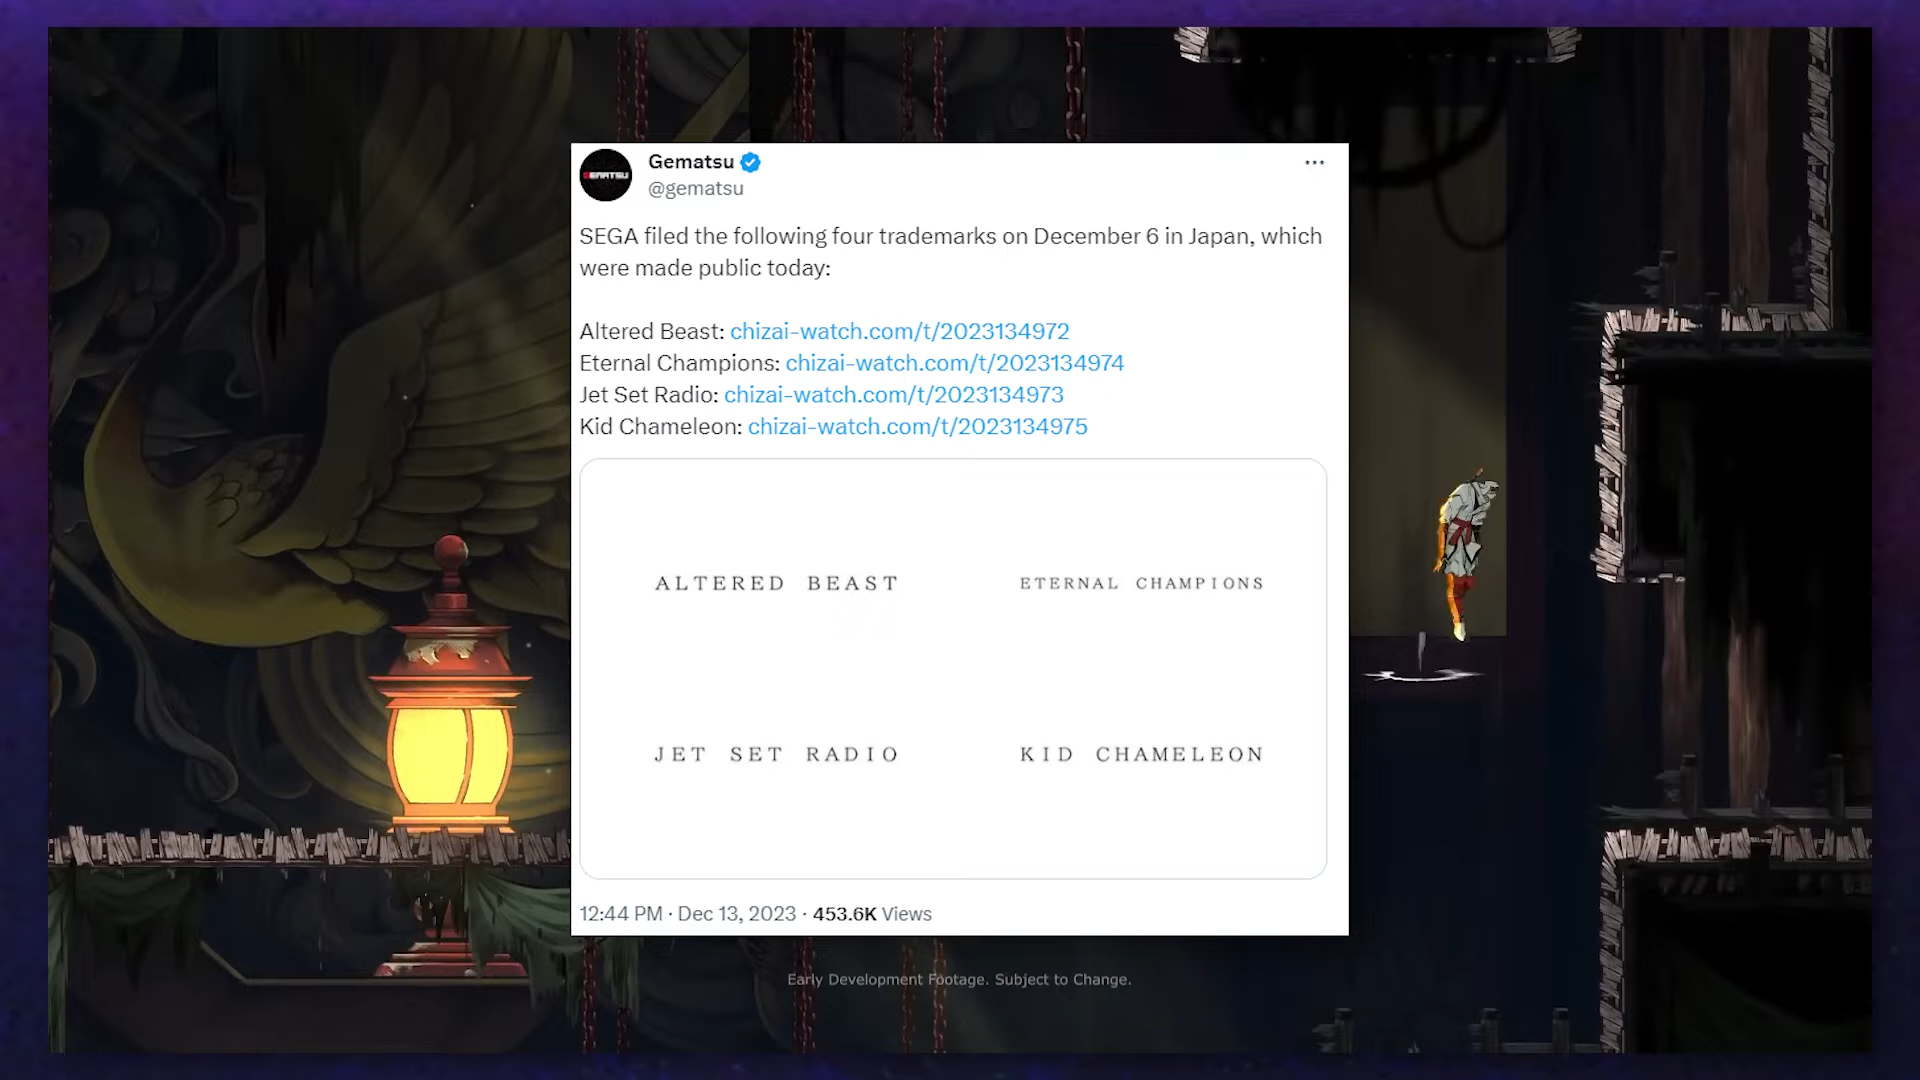 GEMATSU
Gematsu
@gematsu
SEGA filed the following four trademarks on December 6 in Japan, which
were made public today:
Altered Beast: chizai-watch.com/t/2023134972
Eternal Champions: chizai-watch.com/t/2023134974
Jet Set Radio: chizai-watch.com/t/2023134973
Kid Chameleon: chizai-watch.com/t/2023134975
ALTERED BEAST
ETERNAL CHAMPIONS
JET SET RADIO
KID CHAMELEON
12:44 PM · Dec 13, 2023 · 453.6K Views
Early Development Footage. Subject to Change.